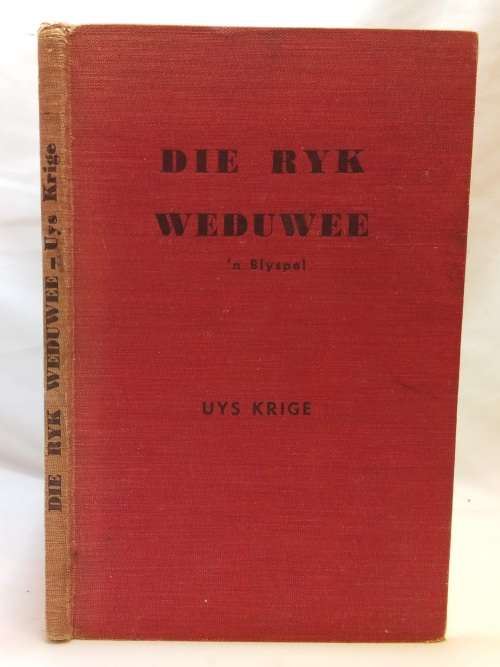 DIE RYK WEDUWEE – Uys Krige
DIE RYK
WEDUWEE
'n Blyspel
UYS KRIGE